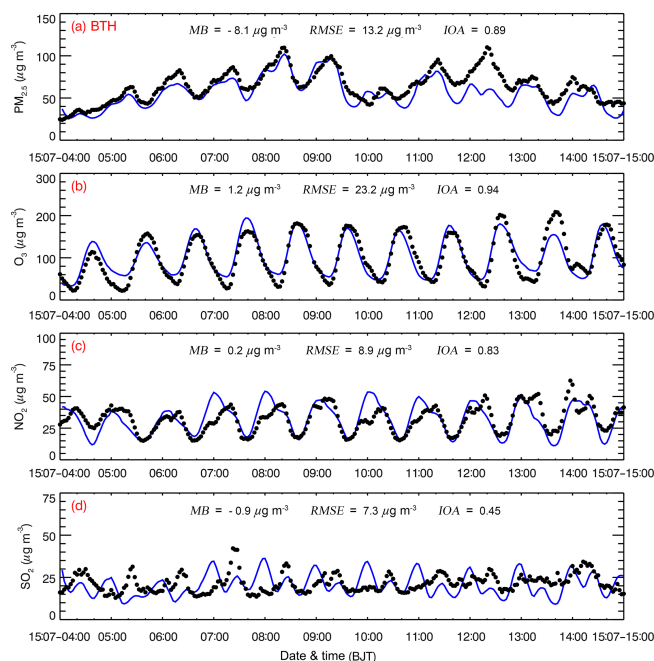 (a) BTH
MB = - 8.1 μg m-3 RMSE = 13.2 μg m-3 IOA = 0.89
PM2.5 (μg m-3)
150
100
50
0
1507–04:00 05:00 06:00 07:00 08:00 09:00 10:00 11:00 12:00 13:00 14:00 15:07–15:00
(b)
MB = 1.2 μg m-3 RMSE = 23.2 μg m-3 IOA = 0.94
O3 (μg m-3)
300
200
100
0
15:07–04:00 05:00 06:00 07:00 08:00 09:00 10:00 11:00 12:00 13:00 14:00 15:07–15:00
(c)
MB = 0.2 μg m-3 RMSE = 8.9 μg m-3 IOA = 0.83
NO2 (μg m-3)
100
75
50
25
0
15:07–04:00 05:00 06:00 07:00 08:00 09:00 10:00 11:00 12:00 13:00 14:00 15:07–15:00
(d)
MB = - 0.9 μg m-3 RMSE = 7.3 μg m-3 IOA = 0.45
SO2 (μg m-3)
75
50
25
0
15:07–04:00 05:00 06:00 07:00 08:00 09:00 10:00 11:00 12:00 13:00 14:00 15:07–15:00
Date & time (BJT)